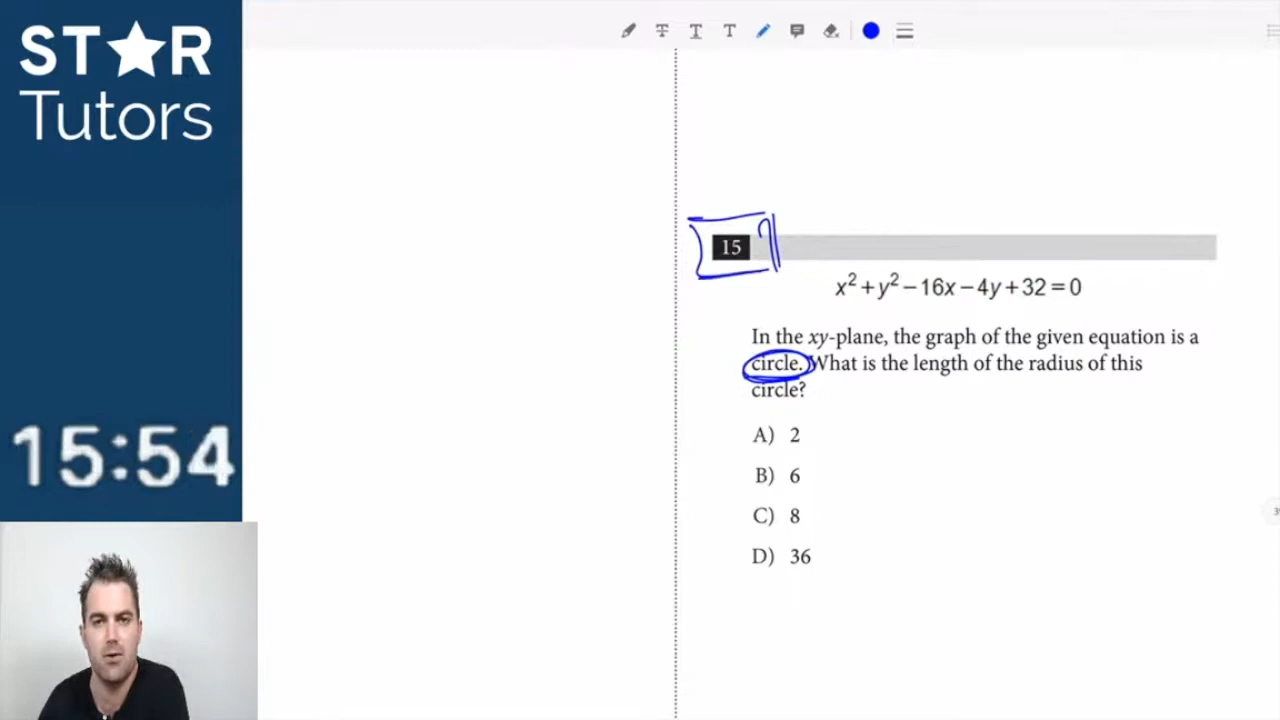 ST★R
Tutors
15:54
15
x² + y² − 16x − 4y + 32 = 0
In the xy-plane, the graph of the given equation is a
circle. What is the length of the radius of this
circle?
A) 2
B) 6
C) 8
D) 36